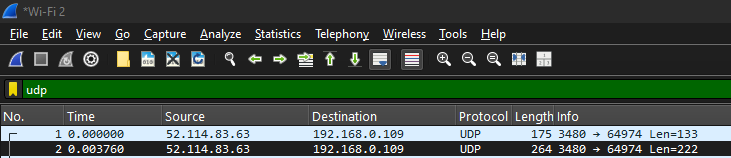 *Wi-Fi 2
File Edit View Go Capture Analyze Statistics Telephony Wireless Tools Help
udp
No. Time Source Destination Protocol Length Info
1 0.000000 52.114.83.63 192.168.0.109 UDP 175 3480 → 64974 Len=133
2 0.003760 52.114.83.63 192.168.0.109 UDP 264 3480 → 64974 Len=222